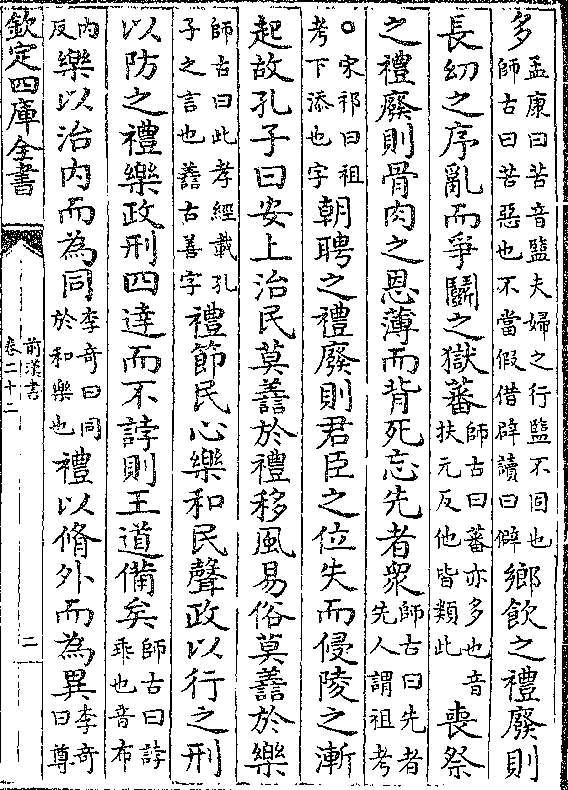 多孟康曰苦音盬夫婦之行盬不固也師古曰苦惡也不當假借辟讀曰僻鄉飲之禮廢則
長幼之序亂而爭鬬之獄蕃師古曰蕃亦多也音扶元反他皆類此喪祭
之禮廢則骨肉之恩薄而背死忘先者衆師古曰先者先人謂祖考
○宋祁曰祖考下添也字朝聘之禮廢則君臣之位失而侵陵之漸
起故孔子曰安上治民莫譱於禮移風易俗莫譱於樂
師古曰此孝經載孔子之言也譱古善字禮節民心樂和民聲政以行之刑
以防之禮樂政刑四達而不誖則王道備矣師古曰誖乖也音布
内反樂以治内而為同李奇曰同於和樂也禮以脩外而為異李奇曰尊
欽定四庫全書
前漢書
卷二十二
二